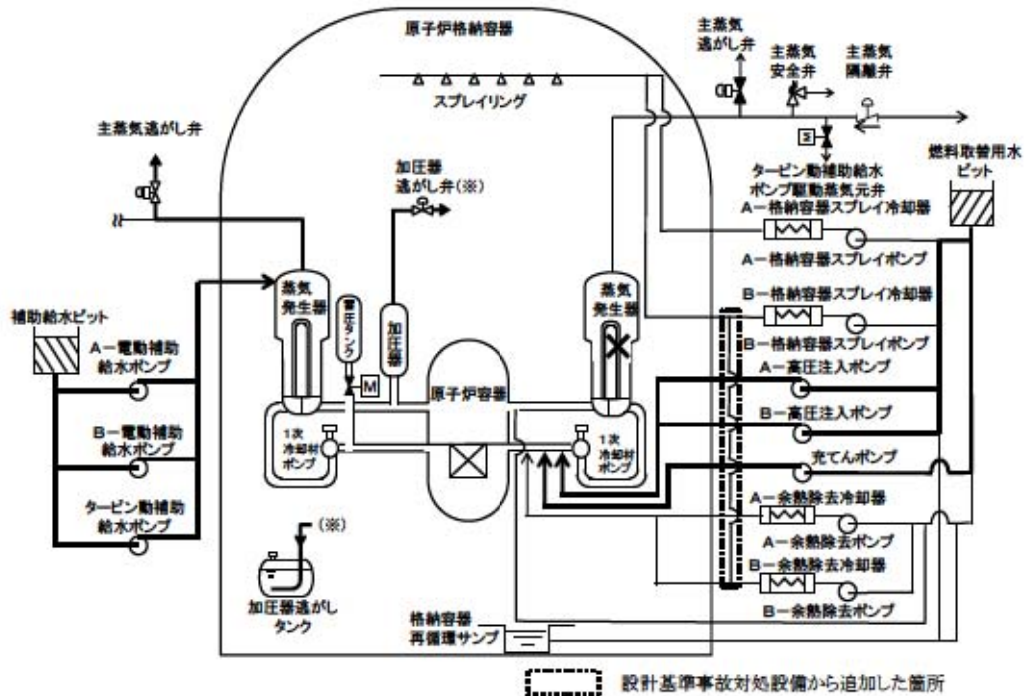 原子炉格納容器
主蒸気
逃がし弁
主蒸気
安全弁
主蒸気
隔離弁
スプレイリング
主蒸気逃がし弁
加圧器
逃がし弁(※)
燃料取替用水
ピット
タービン動補助給水
ポンプ駆動蒸気元弁
A-格納容器スプレイ冷却器
A-格納容器スプレイポンプ
B-格納容器スプレイ冷却器
B-格納容器スプレイポンプ
A-高圧注入ポンプ
B-高圧注入ポンプ
充てんポンプ
A-余熱除去冷却器
A-余熱除去ポンプ
B-余熱除去冷却器
B-余熱除去ポンプ
蒸気
発生器
蓄圧タンク
加圧器
M
原子炉容器
蒸気
発生器
M
1次
冷却材
ポンプ
1次
冷却材
ポンプ
補助給水ピット
A-電動補助
給水ポンプ
B-電動補助
給水ポンプ
タービン動補助
給水ポンプ
(※)
加圧器逃がし
タンク
格納容器
再循環サンプ
設計基準事故対処設備から追加した箇所